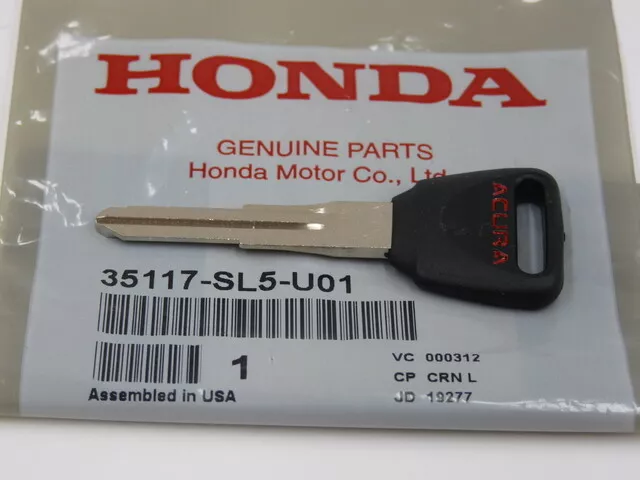 HONDA
GENUINE PARTS
Honda Motor Co., Ltd.
ACURA
35117-SL5-U01
1
VC 000312
CP CRN L
Assembled in USA
JD 19277